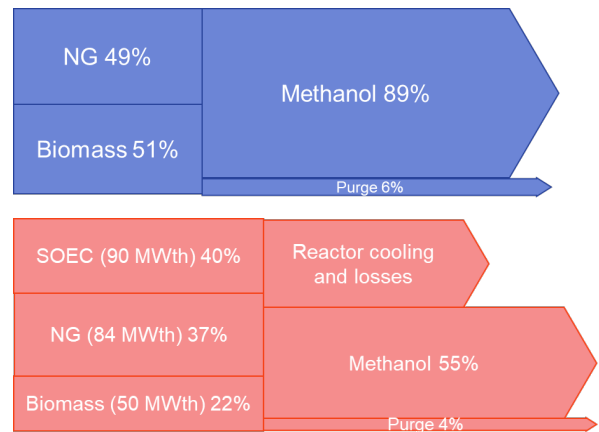 NG 49%
Methanol 89%
Biomass 51%
Purge 6%
SOEC (90 MWth) 40%
Reactor cooling
and losses
NG (84 MWth) 37%
Methanol 55%
Biomass (50 MWth) 22%
Purge 4%